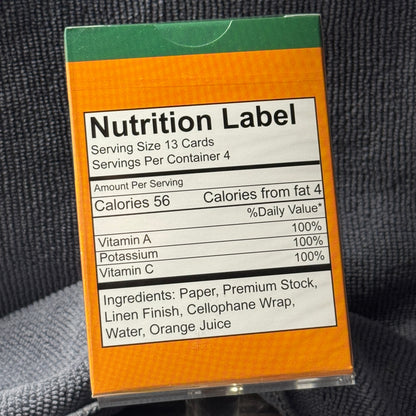 Nutrition Label
Serving Size 13 Cards
Servings Per Container 4
Amount Per Serving
Calories 56 Calories from fat 4
%Daily Value*
Vitamin A 100%
Potassium 100%
Vitamin C 100%
Ingredients: Paper, Premium Stock,
Linen Finish, Cellophane Wrap,
Water, Orange Juice